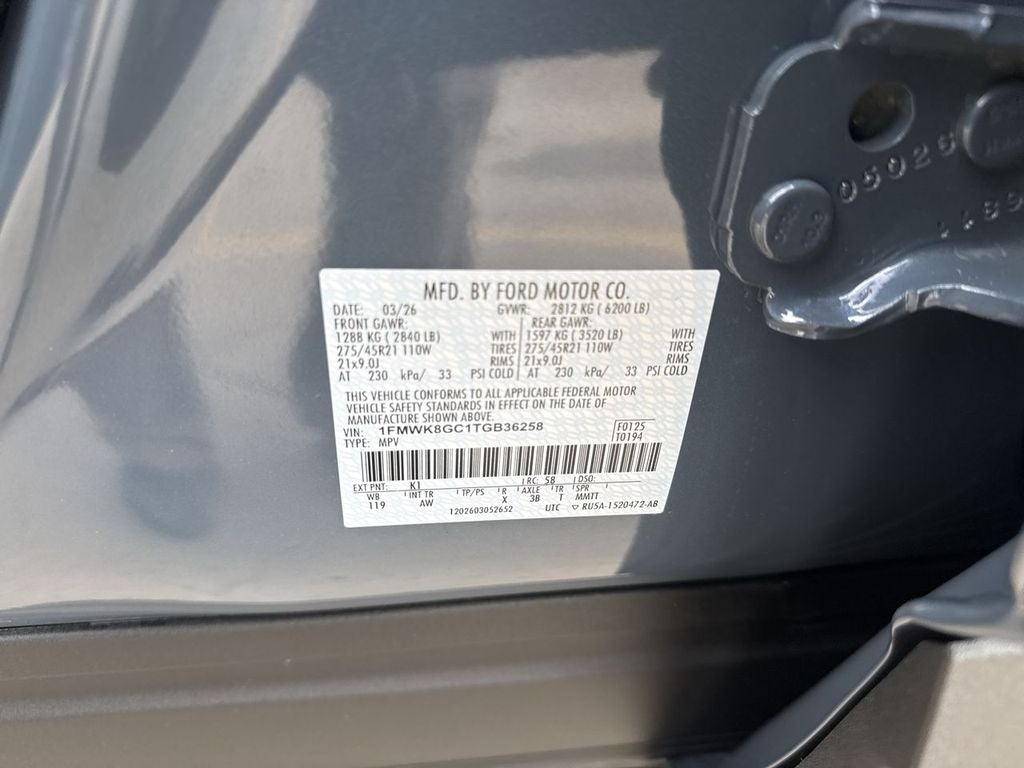 MFD. BY FORD MOTOR CO.
DATE: 03/26 GVWR: 2812 KG ( 6200 LB)
FRONT GAWR: REAR GAWR:
1288 KG ( 2840 LB) WITH 1597 KG ( 3520 LB) WITH
275/45R21 110W TIRES 275/45R21 110W TIRES
21x9.0J RIMS 21x9.0J RIMS
AT 230 kPa/ 33 PSI COLD AT 230 kPa/ 33 PSI COLD
THIS VEHICLE CONFORMS TO ALL APPLICABLE FEDERAL MOTOR
VEHICLE SAFETY STANDARDS IN EFFECT ON THE DATE OF
MANUFACTURE SHOWN ABOVE.
VIN: 1FMWK8GC1TGB36258 F0125
TYPE: MPV T0194
EXT PNT: K1 RC: 58 DSO:
WB INT TR TP/PS R AXLE TR SPR
119 AW X 3B T MMTT
1202603052652 UTC ▽ RU5A-1520472-AB
05026